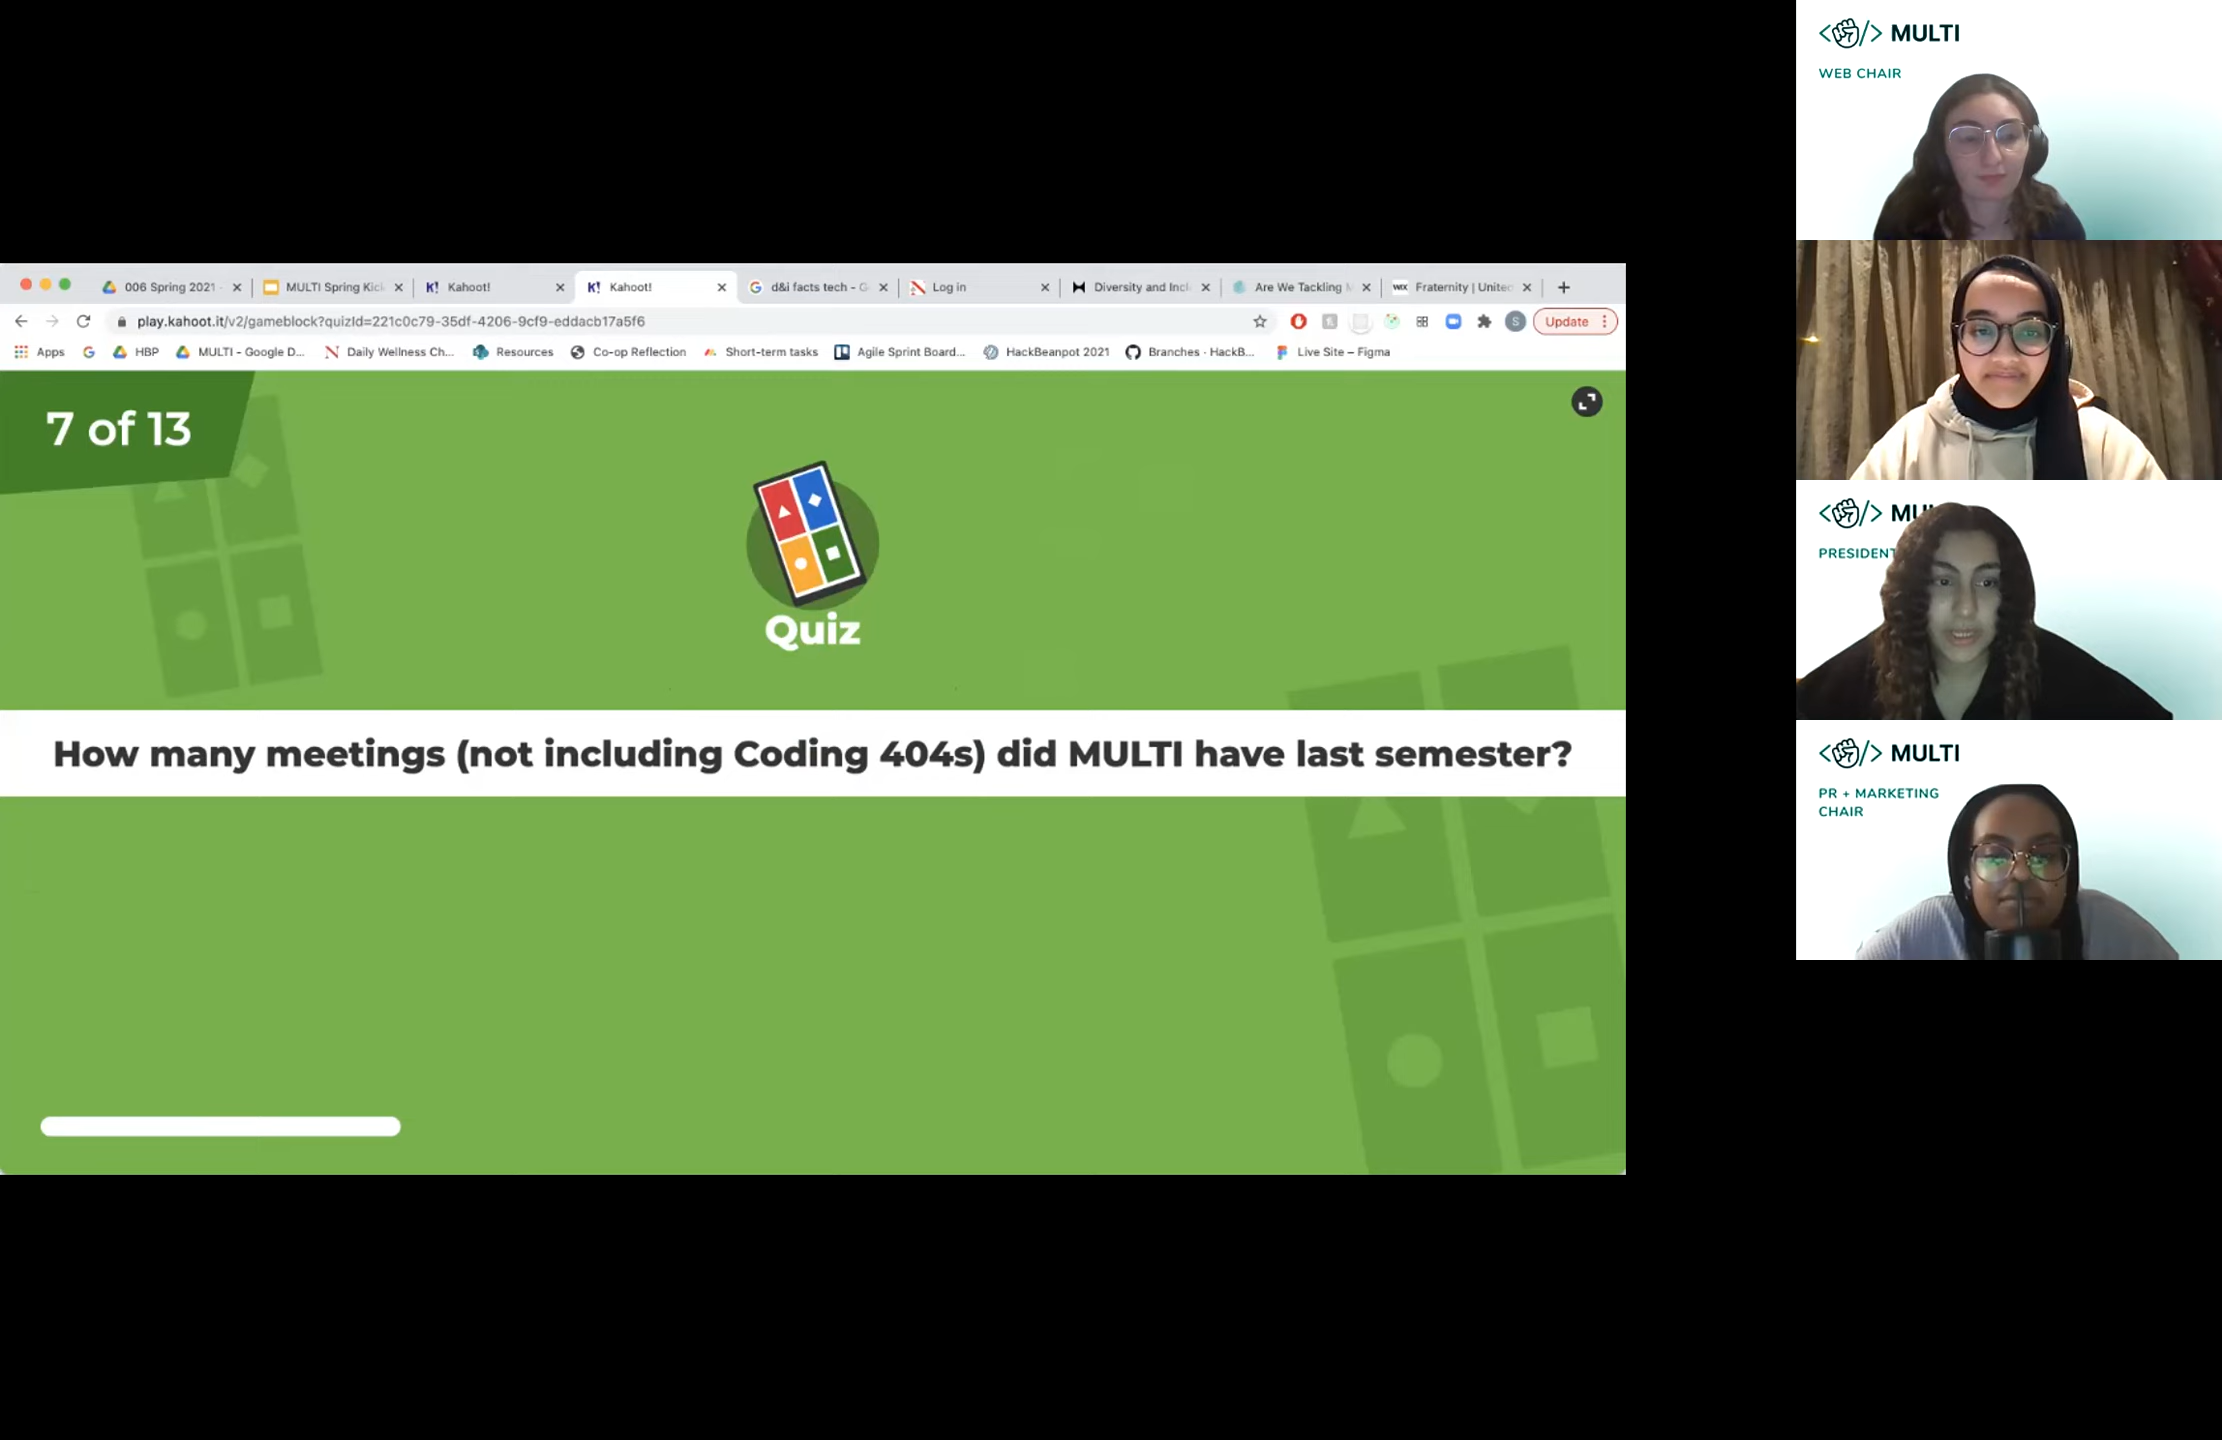 006 Spring 2021 -
MULTI Spring Kick
K! Kahoot!
K! Kahoot!
d&i facts tech - G
Log in
Diversity and Incl
Are We Tackling M
WIX Fraternity | United
play.kahoot.it/v2/gameblock?quizId=221c0c79-35df-4206-9cf9-eddacb17a5f6
S
Update
Apps
HBP
MULTI - Google D...
Daily Wellness Ch...
Resources
Co-op Reflection
Short-term tasks
Agile Sprint Board...
HackBeanpot 2021
Branches · HackB...
Live Site – Figma
7 of 13
Quiz
How many meetings (not including Coding 404s) did MULTI have last semester?
MULTI
WEB CHAIR
MU
PRESIDENT
MULTI
PR + MARKETING
CHAIR